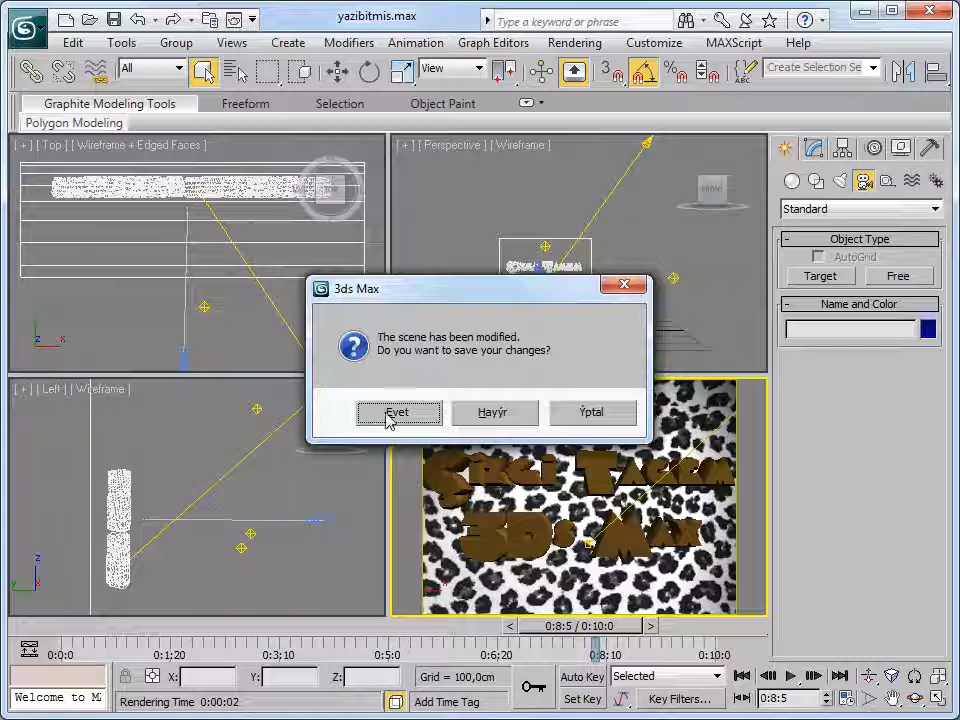 yazibitmis.max
Type a keyword or phrase
Edit Tools Group Views Create Modifiers Animation Graph Editors Rendering Customize MAXScript Help
All
View
3
Create Selection Se
Graphite Modeling Tools Freeform Selection Object Paint
Polygon Modeling
[ + ] [ Top ] [ Wireframe + Edged Faces ]
[ + ] [ Perspective ] [ Wireframe ]
FRONT
Standard
- Object Type
AutoGrid
Target Free
- Name and Color
z x
3ds Max
The scene has been modified.
Do you want to save your changes?
Evet Hayýr Ýptal
[ + ] [ Left ] [ Wireframe ]
z
y
3Ds Max
< 0:8:5 / 0:10:0 >
0:0:0 0:1:20 0:3:10 0:5:0 0:6:20 0:8:10 0:10:0
X: Y: Z: Grid = 100,0cm Auto Key Selected
Welcome to M
Rendering Time 0:00:02 Add Time Tag Set Key Key Filters... 0:8:5